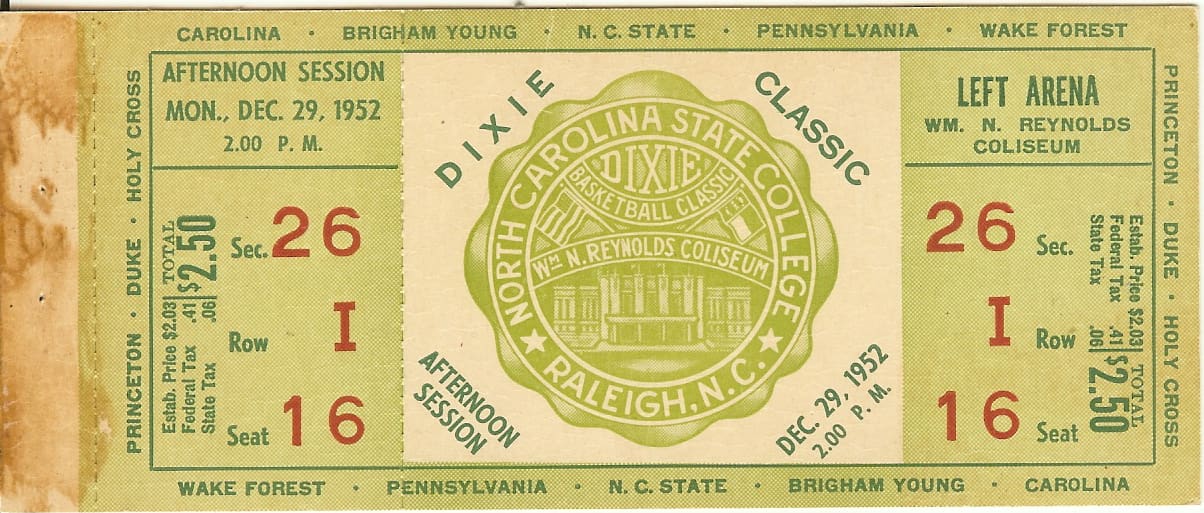 CAROLINA · BRIGHAM YOUNG · N. C. STATE · PENNSYLVANIA · WAKE FOREST
PRINCETON · DUKE · HOLY CROSS
AFTERNOON SESSION
MON., DEC. 29, 1952
2.00 P. M.
Estab. Price $2.03
Federal Tax .41
State Tax .06
TOTAL
$2.50
Sec. 26
Row I
Seat 16
DIXIE CLASSIC
NORTH CAROLINA STATE COLLEGE
'DIXIE'
BASKETBALL CLASSIC
WM N. REYNOLDS COLISEUM
★ RALEIGH, N.C. ★
AFTERNOON
SESSION
DEC. 29, 1952
2.00 P. M.
LEFT ARENA
WM. N. REYNOLDS
COLISEUM
26 Sec.
I Row
16 Seat
Estab. Price $2.03
Federal Tax .41
State Tax .06
TOTAL
$2.50
PRINCETON · DUKE · HOLY CROSS
WAKE FOREST · PENNSYLVANIA · N. C. STATE · BRIGHAM YOUNG · CAROLINA